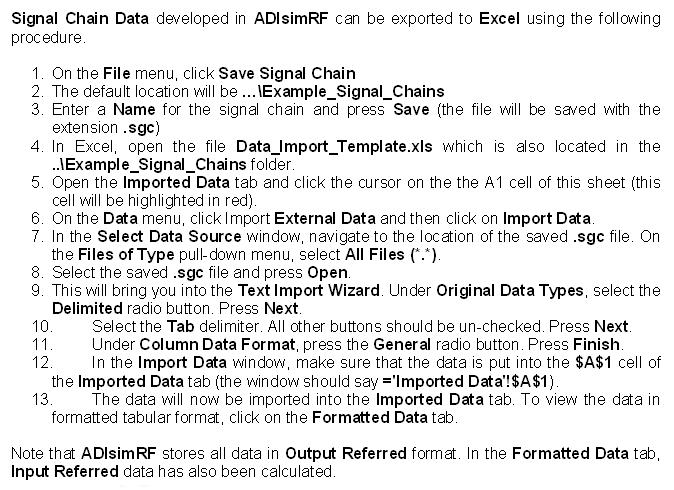 Signal Chain Data developed in ADIsimRF can be exported to Excel using the following
procedure.
1. On the File menu, click Save Signal Chain
2. The default location will be ...\Example_Signal_Chains
3. Enter a Name for the signal chain and press Save (the file will be saved with the
extension .sgc)
4. In Excel, open the file Data_Import_Template.xls which is also located in the
..\Example_Signal_Chains folder.
5. Open the Imported Data tab and click the cursor on the the A1 cell of this sheet (this
cell will be highlighted in red).
6. On the Data menu, click Import External Data and then click on Import Data.
7. In the Select Data Source window, navigate to the location of the saved .sgc file. On
the Files of Type pull-down menu, select All Files (*.*).
8. Select the saved .sgc file and press Open.
9. This will bring you into the Text Import Wizard. Under Original Data Types, select the
Delimited radio button. Press Next.
10. Select the Tab delimiter. All other buttons should be un-checked. Press Next.
11. Under Column Data Format, press the General radio button. Press Finish.
12. In the Import Data window, make sure that the data is put into the $A$1 cell of
the Imported Data tab (the window should say ='Imported Data'!$A$1).
13. The data will now be imported into the Imported Data tab. To view the data in
formatted tabular format, click on the Formatted Data tab.
Note that ADIsimRF stores all data in Output Referred format. In the Formatted Data tab,
Input Referred data has also been calculated.